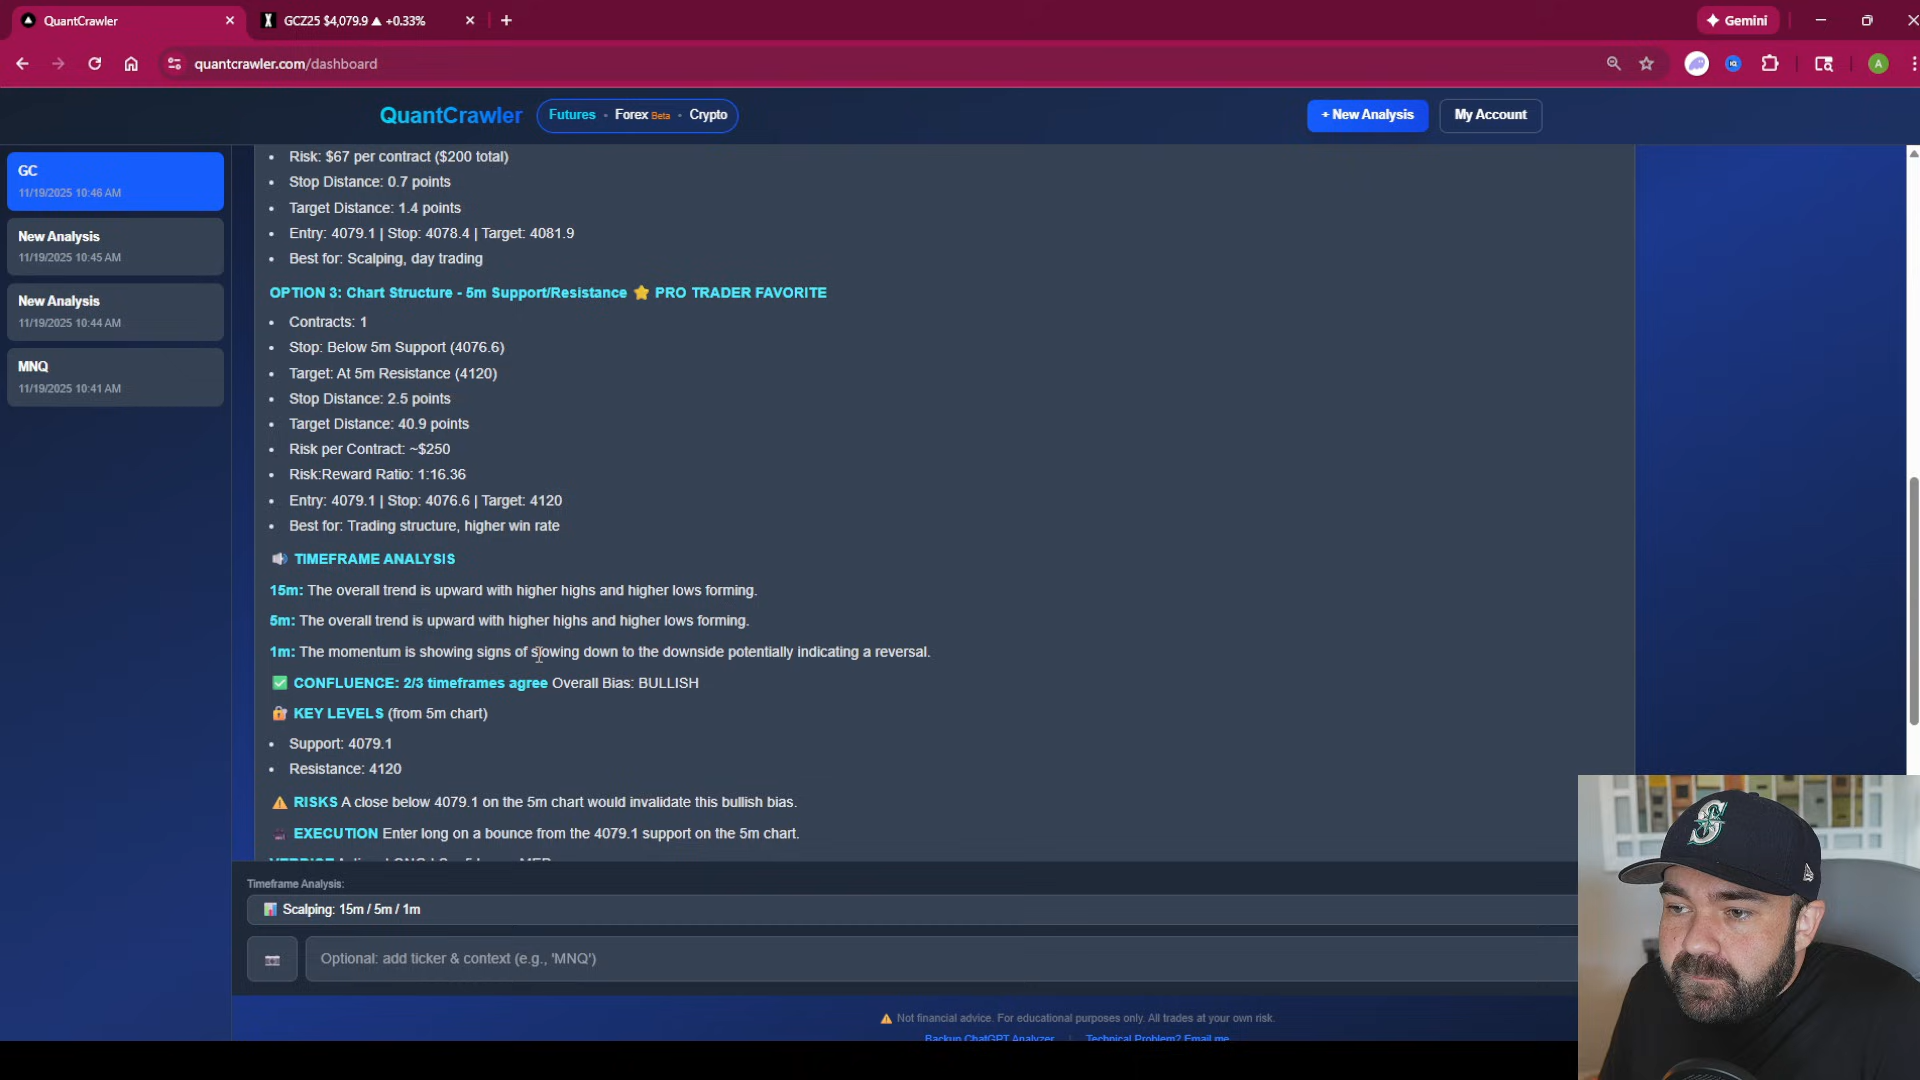 QuantCrawler
GCZ25 $4,079.9 ▲ +0.33%
Gemini
quantcrawler.com/dashboard
A
QuantCrawler
Futures • Forex Beta • Crypto
+ New Analysis
My Account
GC
11/19/2025 10:46 AM
New Analysis
11/19/2025 10:45 AM
New Analysis
11/19/2025 10:44 AM
MNQ
11/19/2025 10:41 AM
• Risk: $67 per contract ($200 total)
• Stop Distance: 0.7 points
• Target Distance: 1.4 points
• Entry: 4079.1 | Stop: 4078.4 | Target: 4081.9
• Best for: Scalping, day trading
OPTION 3: Chart Structure - 5m Support/Resistance ⭐ PRO TRADER FAVORITE
• Contracts: 1
• Stop: Below 5m Support (4076.6)
• Target: At 5m Resistance (4120)
• Stop Distance: 2.5 points
• Target Distance: 40.9 points
• Risk per Contract: ~$250
• Risk:Reward Ratio: 1:16.36
• Entry: 4079.1 | Stop: 4076.6 | Target: 4120
• Best for: Trading structure, higher win rate
TIMEFRAME ANALYSIS
15m: The overall trend is upward with higher highs and higher lows forming.
5m: The overall trend is upward with higher highs and higher lows forming.
1m: The momentum is showing signs of slowing down to the downside potentially indicating a reversal.
✅ CONFLUENCE: 2/3 timeframes agree Overall Bias: BULLISH
KEY LEVELS (from 5m chart)
• Support: 4079.1
• Resistance: 4120
⚠ RISKS A close below 4079.1 on the 5m chart would invalidate this bullish bias.
EXECUTION Enter long on a bounce from the 4079.1 support on the 5m chart.
Timeframe Analysis:
Scalping: 15m / 5m / 1m
Optional: add ticker & context (e.g., 'MNQ')
⚠ Not financial advice. For educational purposes only. All trades at your own risk.
Backup ChatGPT Analyzer | Technical Problem? Email me
S